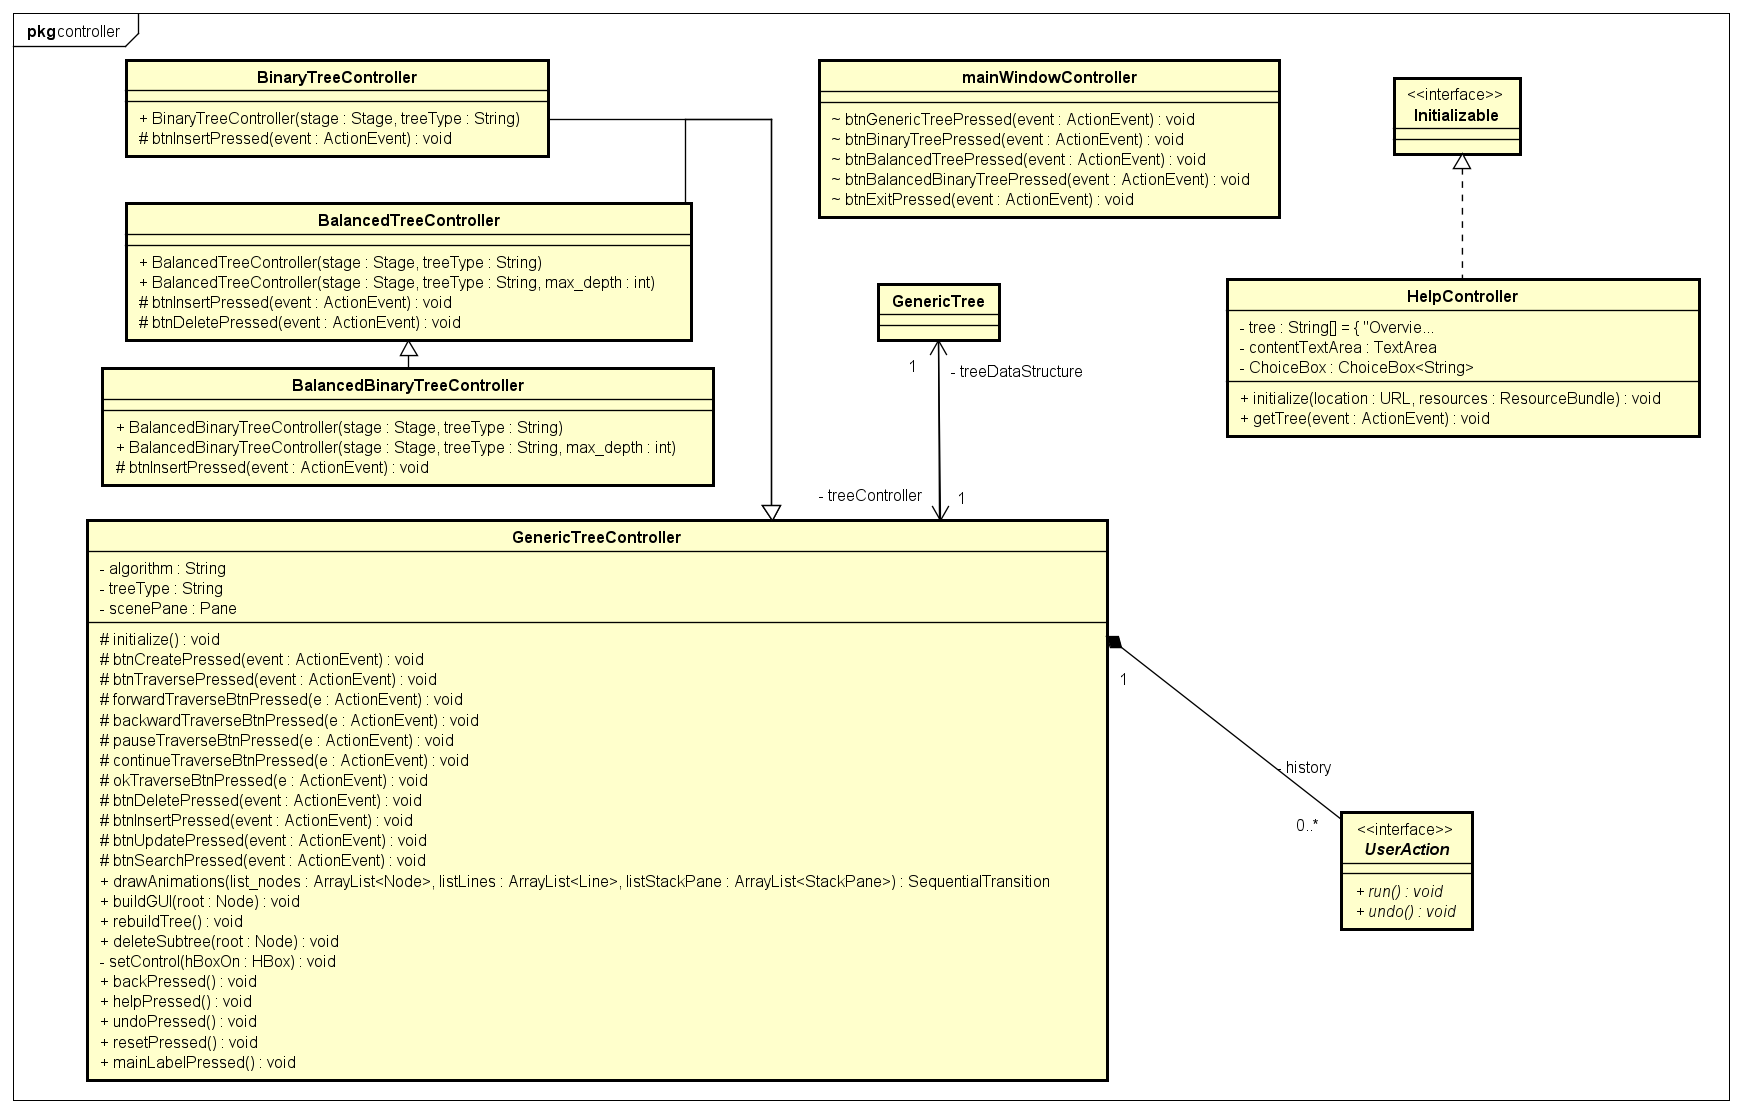 pkg controller
BinaryTreeController
+ BinaryTreeController(stage : Stage, treeType : String)
# btnInsertPressed(event : ActionEvent) : void
mainWindowController
~ btnGenericTreePressed(event : ActionEvent) : void
~ btnBinaryTreePressed(event : ActionEvent) : void
~ btnBalancedTreePressed(event : ActionEvent) : void
~ btnBalancedBinaryTreePressed(event : ActionEvent) : void
~ btnExitPressed(event : ActionEvent) : void
<<interface>>
Initializable
BalancedTreeController
+ BalancedTreeController(stage : Stage, treeType : String)
+ BalancedTreeController(stage : Stage, treeType : String, max_depth : int)
# btnInsertPressed(event : ActionEvent) : void
# btnDeletePressed(event : ActionEvent) : void
GenericTree
1
- treeDataStructure
HelpController
- tree : String[] = { "Overvie...
- contentTextArea : TextArea
- ChoiceBox : ChoiceBox<String>
+ initialize(location : URL, resources : ResourceBundle) : void
+ getTree(event : ActionEvent) : void
BalancedBinaryTreeController
+ BalancedBinaryTreeController(stage : Stage, treeType : String)
+ BalancedBinaryTreeController(stage : Stage, treeType : String, max_depth : int)
# btnInsertPressed(event : ActionEvent) : void
- treeController
1
GenericTreeController
- algorithm : String
- treeType : String
- scenePane : Pane
# initialize() : void
# btnCreatePressed(event : ActionEvent) : void
# btnTraversePressed(event : ActionEvent) : void
# forwardTraverseBtnPressed(e : ActionEvent) : void
# backwardTraverseBtnPressed(e : ActionEvent) : void
# pauseTraverseBtnPressed(e : ActionEvent) : void
# continueTraverseBtnPressed(e : ActionEvent) : void
# okTraverseBtnPressed(e : ActionEvent) : void
# btnDeletePressed(event : ActionEvent) : void
# btnInsertPressed(event : ActionEvent) : void
# btnUpdatePressed(event : ActionEvent) : void
# btnSearchPressed(event : ActionEvent) : void
+ drawAnimations(list_nodes : ArrayList<Node>, listLines : ArrayList<Line>, listStackPane : ArrayList<StackPane>) : SequentialTransition
+ buildGUI(root : Node) : void
+ rebuildTree() : void
+ deleteSubtree(root : Node) : void
- setControl(hBoxOn : HBox) : void
+ backPressed() : void
+ helpPressed() : void
+ undoPressed() : void
+ resetPressed() : void
+ mainLabelPressed() : void
1
- history
0..*
<<interface>>
UserAction
+ run() : void
+ undo() : void